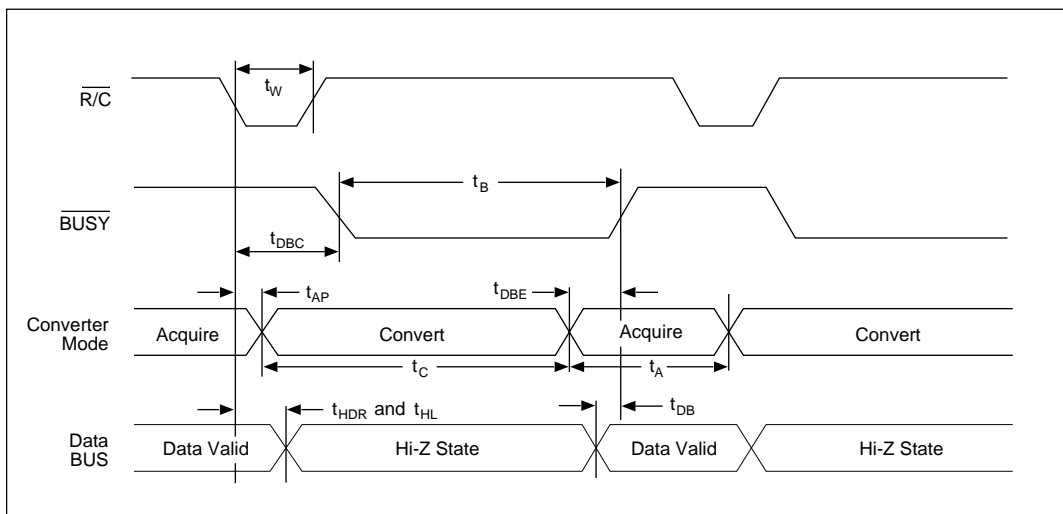 R/C
t_W
BUSY
t_B
t_DBC
Converter
Mode
t_AP
t_DBE
Acquire
Convert
Acquire
Convert
t_C
t_A
Data
BUS
t_HDR and t_HL
t_DB
Data Valid
Hi-Z State
Data Valid
Hi-Z State